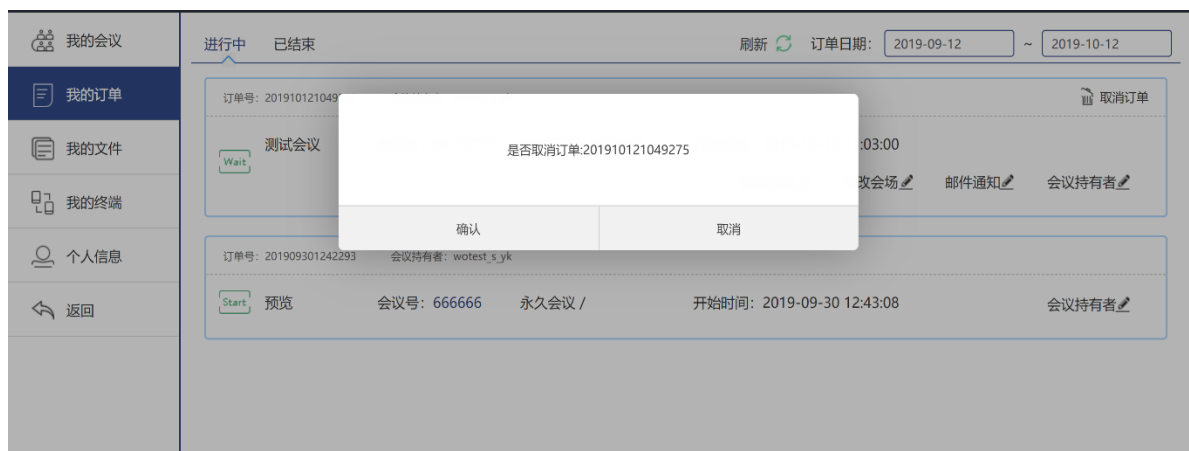 我的会议
我的订单
我的文件
我的终端
个人信息
返回
进行中 已结束 刷新 订单日期: 2019-09-12 ~ 2019-10-12
订单号: 201910121049 取消订单
Wait 测试会议 :03:00
改会场 邮件通知 会议持有者
是否取消订单:201910121049275
确认 取消
订单号: 201909301242293 会议持有者: wotest_s_yk
Start 预览 会议号: 666666 永久会议 / 开始时间: 2019-09-30 12:43:08 会议持有者